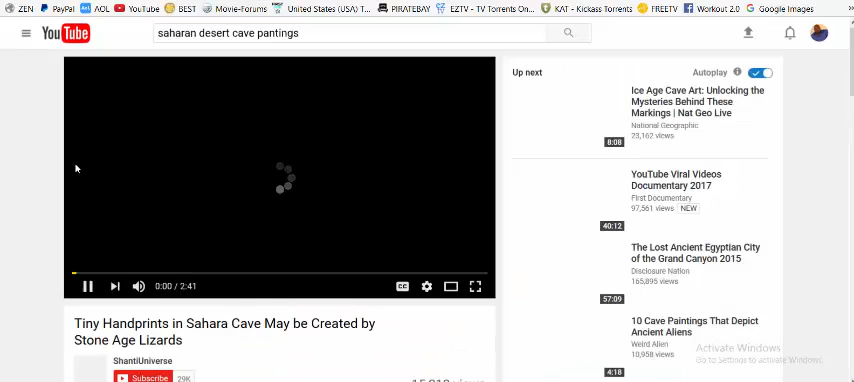 ZEN PayPal AOL YouTube BEST Movie-Forums United States (USA) T... PIRATEBAY EZTV - TV Torrents On... KAT - Kickass Torrents FREETV Workout 2.0 Google Images »
YouTube
saharan desert cave pantings
Up next
Autoplay
Ice Age Cave Art: Unlocking the
Mysteries Behind These
Markings | Nat Geo Live
National Geographic
23,162 views
8:08
YouTube Viral Videos
Documentary 2017
First Documentary
97,561 views NEW
40:12
The Lost Ancient Egyptian City
of the Grand Canyon 2015
Disclosure Nation
165,895 views
57:09
10 Cave Paintings That Depict
Ancient Aliens
Weird Alien
10,958 views
4:18
0:00 / 2:41
CC
Tiny Handprints in Sahara Cave May be Created by
Stone Age Lizards
ShantiUniverse
Subscribe 29K
Activate Windows
Go to Settings to activate Windows.